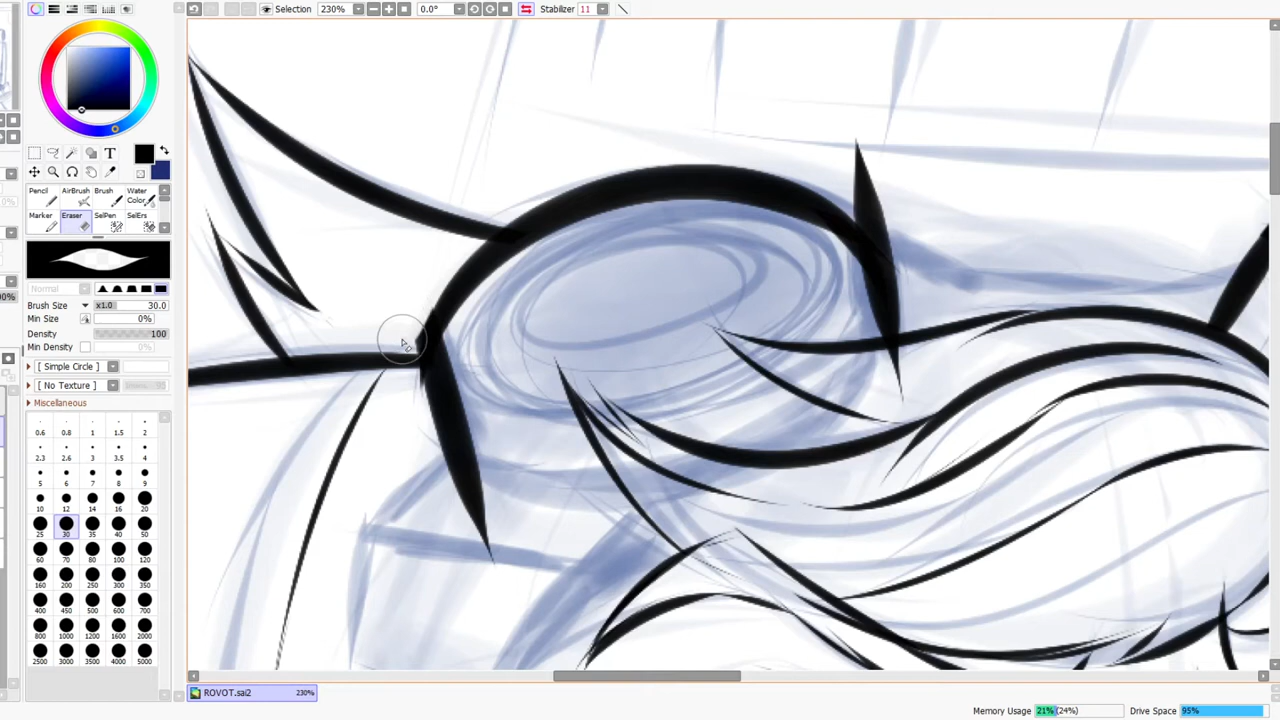 Selection 230% 0.0° Stabilizer 11
T
Pencil AirBrush Brush Water Color
Marker Eraser SelPen SelErs
Normal
Brush Size x1.0 30.0
Min Size 0%
Density 100
Min Density 0%
[ Simple Circle ]
[ No Texture ]
Miscellaneous
0.6 0.8 1 1.5 2
2.3 2.6 3 3.5 4
5 6 7 8 9
10 12 14 16 20
25 30 35 40 50
60 70 80 100 120
160 200 250 300 350
400 450 500 600 700
800 1000 1200 1600 2000
2500 3000 3500 4000 5000
ROVOT.sai2 230%
Memory Usage 21% (24%) Drive Space 95%